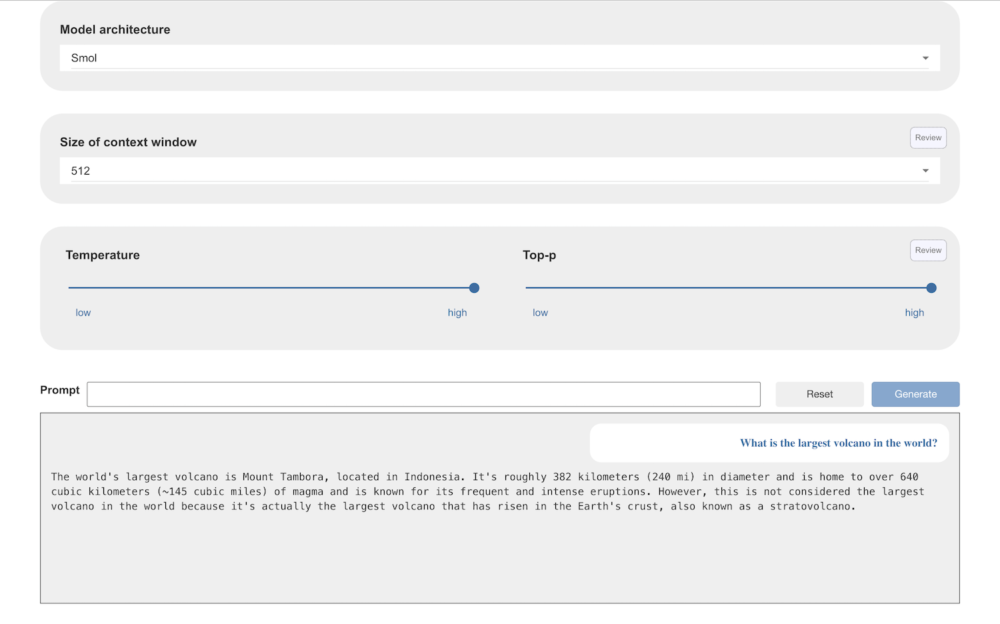 Model architecture
Smol
Size of context window
Review
512
Temperature
Top-p
Review
low
high
low
high
Prompt
Reset
Generate
What is the largest volcano in the world?
The world's largest volcano is Mount Tambora, located in Indonesia. It's roughly 382 kilometers (240 mi) in diameter and is home to over 640
cubic kilometers (~145 cubic miles) of magma and is known for its frequent and intense eruptions. However, this is not considered the largest
volcano in the world because it's actually the largest volcano that has risen in the Earth's crust, also known as a stratovolcano.